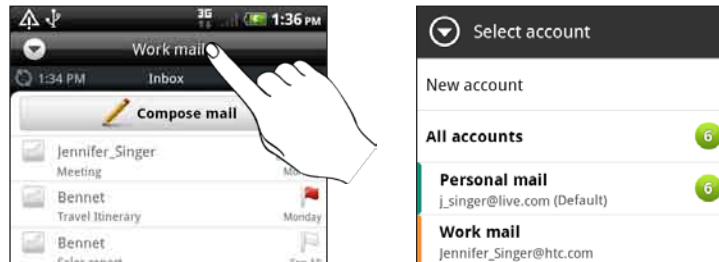 3G 1:36 PM
Work mail
1:34 PM Inbox
Compose mail
Jennifer_Singer
Meeting
Bennet
Travel Itinerary Monday
Bennet
Select account
New account
All accounts 6
Personal mail 6
j_singer@live.com (Default)
Work mail
Jennifer_Singer@htc.com